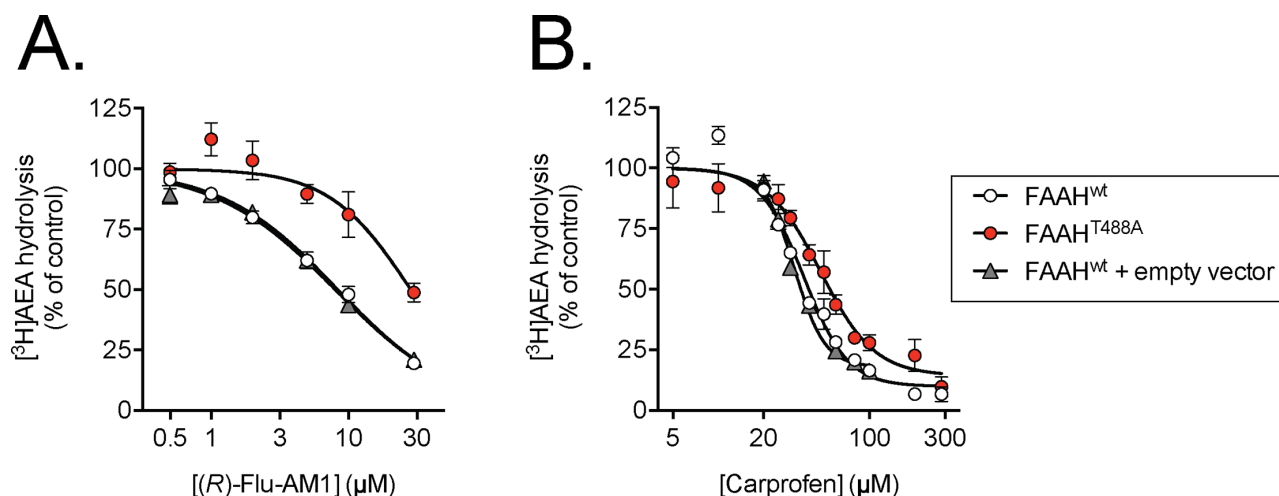 A.
125
100
75
50
25
0
[³H]AEA hydrolysis
(% of control)
0.5 1 3 10 30
[(R)-Flu-AM1] (µM)
B.
125
100
75
50
25
0
[³H]AEA hydrolysis
(% of control)
5 20 100 300
[Carprofen] (µM)
FAAHʷᵗ
FAAHᵀ⁴⁸⁸ᴬ
FAAHʷᵗ + empty vector